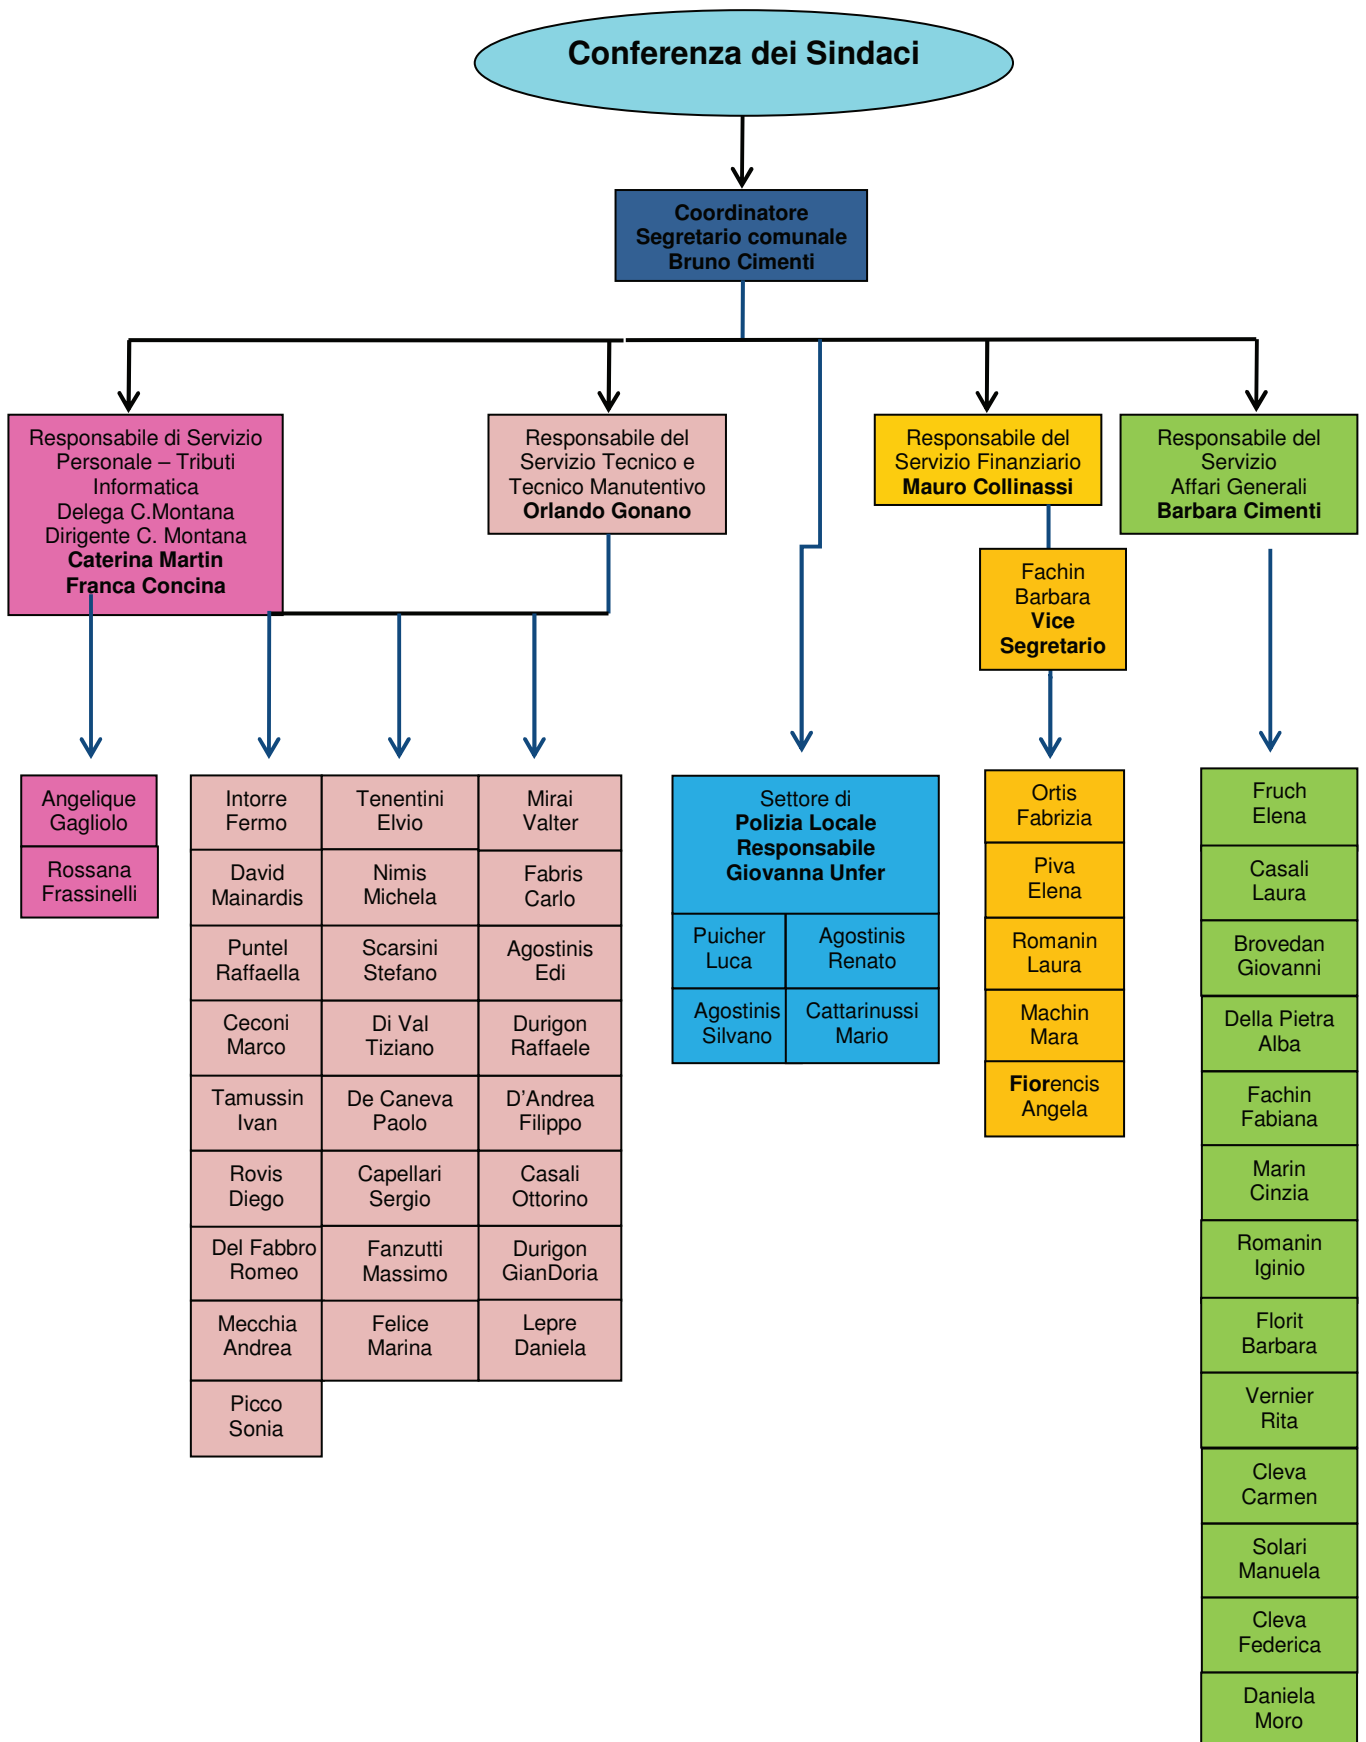 Conferenza dei Sindaci
Coordinatore
Segretario comunale
Bruno Cimenti
Responsabile di Servizio
Personale – Tributi
Informatica
Delega C.Montana
Dirigente C. Montana
Caterina Martin
Franca Concina
Responsabile del
Servizio Tecnico e
Tecnico Manutentivo
Orlando Gonano
Responsabile del
Servizio Finanziario
Mauro Collinassi
Responsabile del
Servizio
Affari Generali
Barbara Cimenti
Fachin
Barbara
Vice
Segretario
Angelique
Gagliolo
Rossana
Frassinelli
Intorre
Fermo
David
Mainardis
Puntel
Raffaella
Ceconi
Marco
Tamussin
Ivan
Rovis
Diego
Del Fabbro
Romeo
Mecchia
Andrea
Picco
Sonia
Tenentini
Elvio
Nimis
Michela
Scarsini
Stefano
Di Val
Tiziano
De Caneva
Paolo
Capellari
Sergio
Fanzutti
Massimo
Felice
Marina
Mirai
Valter
Fabris
Carlo
Agostinis
Edi
Durigon
Raffaele
D'Andrea
Filippo
Casali
Ottorino
Durigon
GianDoria
Lepre
Daniela
Settore di
Polizia Locale
Responsabile
Giovanna Unfer
Puicher
Luca
Agostinis
Renato
Agostinis
Silvano
Cattarinussi
Mario
Ortis
Fabrizia
Piva
Elena
Romanin
Laura
Machin
Mara
Fiorencis
Angela
Fruch
Elena
Casali
Laura
Brovedan
Giovanni
Della Pietra
Alba
Fachin
Fabiana
Marin
Cinzia
Romanin
Iginio
Florit
Barbara
Vernier
Rita
Cleva
Carmen
Solari
Manuela
Cleva
Federica
Daniela
Moro